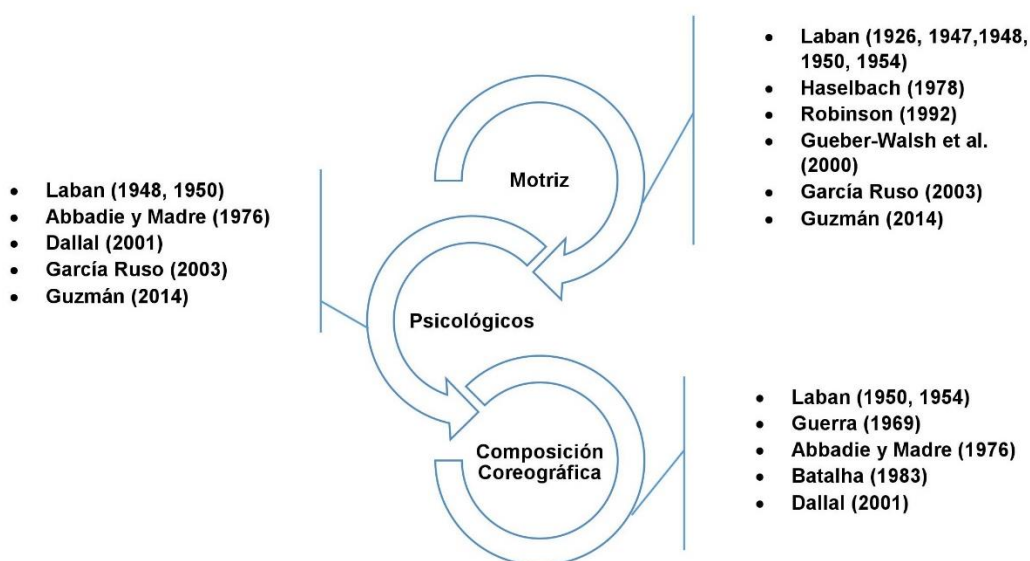 • Laban (1926, 1947,1948,
1950, 1954)
• Haselbach (1978)
• Robinson (1992)
• Gueber-Walsh et al.
(2000)
• García Ruso (2003)
• Guzmán (2014)
Motriz
• Laban (1948, 1950)
• Abbadie y Madre (1976)
• Dallal (2001)
• García Ruso (2003)
• Guzmán (2014)
Psicológicos
Composición
Coreográfica
• Laban (1950, 1954)
• Guerra (1969)
• Abbadie y Madre (1976)
• Batalha (1983)
• Dallal (2001)